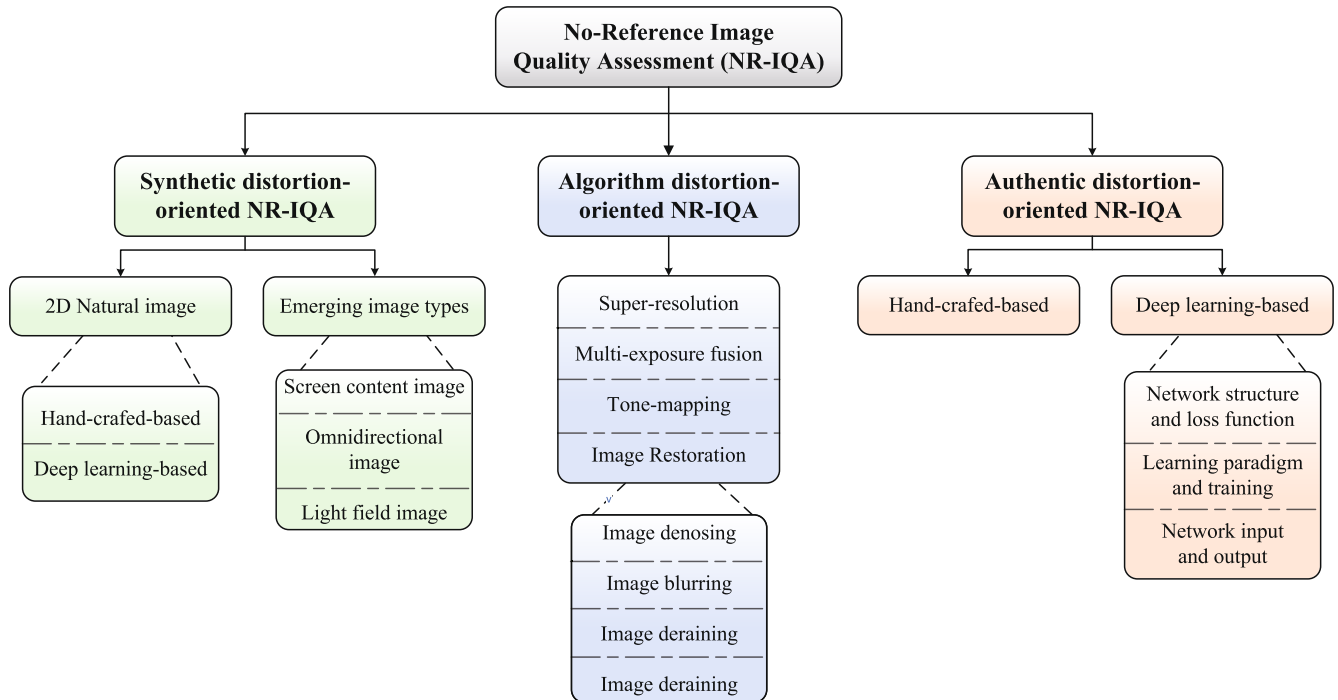 No-Reference Image
Quality Assessment (NR-IQA)
Synthetic distortion-
oriented NR-IQA
Algorithm distortion-
oriented NR-IQA
Authentic distortion-
oriented NR-IQA
2D Natural image
Emerging image types
Hand-crafed-based
Deep learning-based
Screen content image
Omnidirectional
image
Light field image
Super-resolution
Multi-exposure fusion
Tone-mapping
Image Restoration
Image denosing
Image blurring
Image deraining
Image deraining
Hand-crafed-based
Deep learning-based
Network structure
and loss function
Learning paradigm
and training
Network input
and output